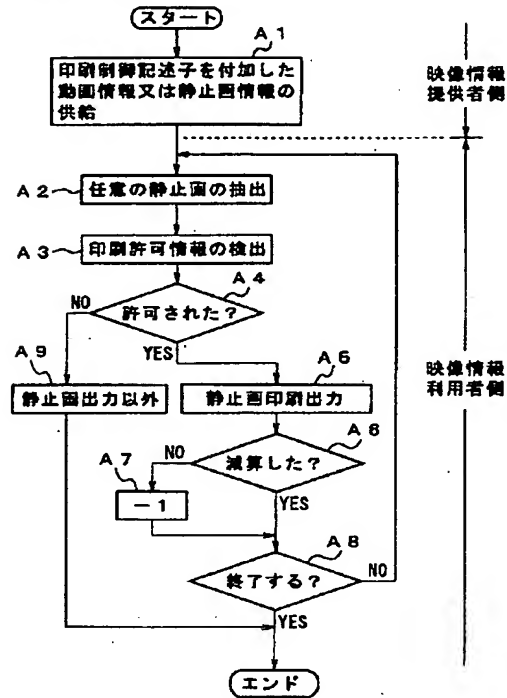 スタート
A1
印刷制御記述子を付加した
動画情報又は静止画情報の
供給
映像情報
提供者側
A2
任意の静止画の抽出
A3
印刷許可情報の検出
A4
許可された?
NO
YES
A9
静止画出力以外
A5
静止画印刷出力
映像情報
利用者側
A6
減算した?
NO
YES
A7
-1
A8
終了する?
NO
YES
エンド